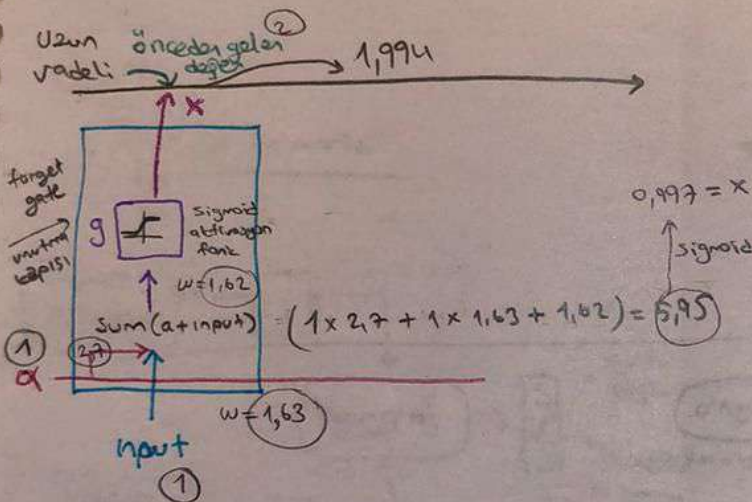 uzun önceden gelen 2
vadeli değer 1,994
x
forget
gate
unutma
kapısı
g
sigmoid
aktivasyon
fonk
0,997 = x
sigmoid
w=1,62
sum(a+input) = (1 x 2,7 + 1 x 1,63 + 1,62) = 5,95
1 2,7
a
w=1,63
input
1